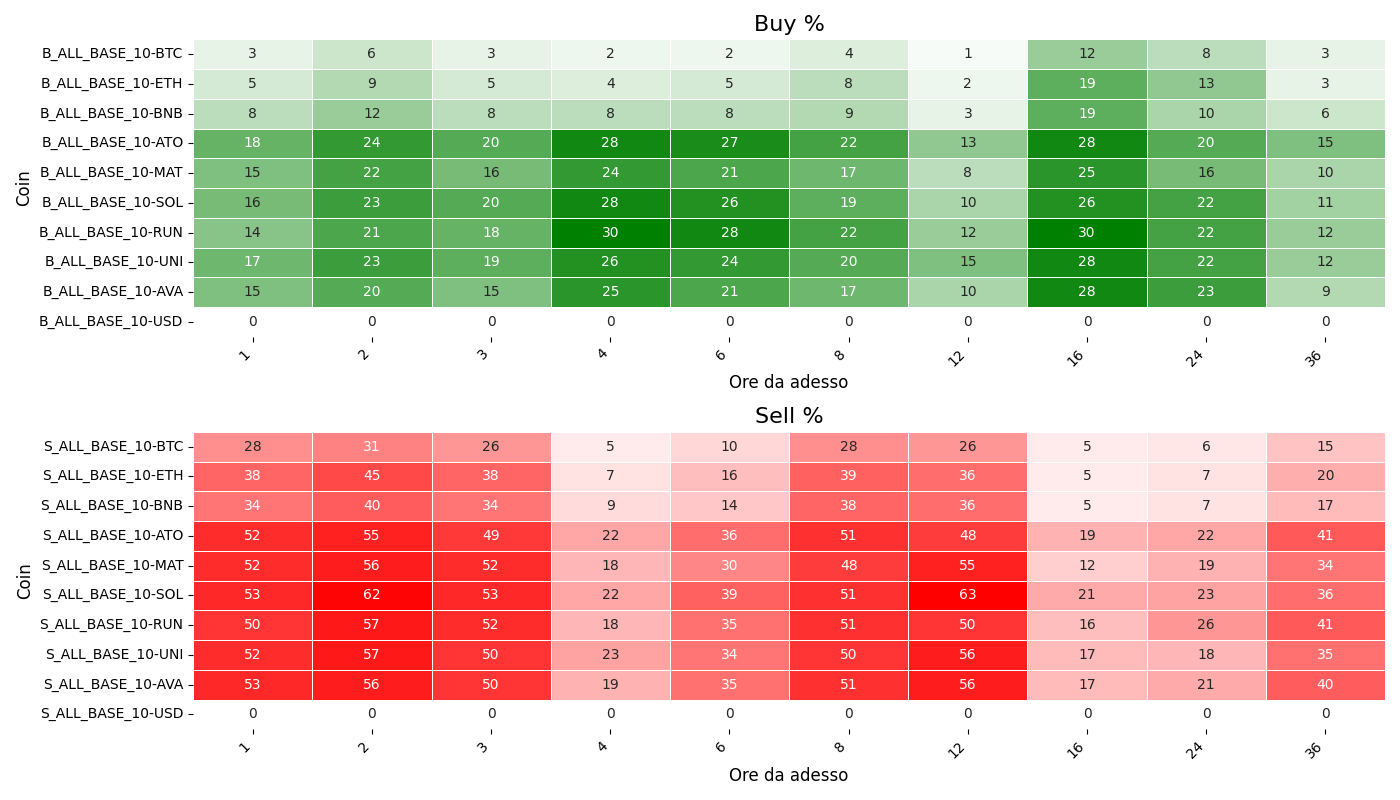 Buy %
Coin
B_ALL_BASE_10-BTC 3 6 3 2 2 4 1 12 8 3
B_ALL_BASE_10-ETH 5 9 5 4 5 8 2 19 13 3
B_ALL_BASE_10-BNB 8 12 8 8 8 9 3 19 10 6
B_ALL_BASE_10-ATO 18 24 20 28 27 22 13 28 20 15
B_ALL_BASE_10-MAT 15 22 16 24 21 17 8 25 16 10
B_ALL_BASE_10-SOL 16 23 20 28 26 19 10 26 22 11
B_ALL_BASE_10-RUN 14 21 18 30 28 22 12 30 22 12
B_ALL_BASE_10-UNI 17 23 19 26 24 20 15 28 22 12
B_ALL_BASE_10-AVA 15 20 15 25 21 17 10 28 23 9
B_ALL_BASE_10-USD 0 0 0 0 0 0 0 0 0 0
1 2 3 4 6 8 12 16 24 36
Ore da adesso
Sell %
Coin
S_ALL_BASE_10-BTC 28 31 26 5 10 28 26 5 6 15
S_ALL_BASE_10-ETH 38 45 38 7 16 39 36 5 7 20
S_ALL_BASE_10-BNB 34 40 34 9 14 38 36 5 7 17
S_ALL_BASE_10-ATO 52 55 49 22 36 51 48 19 22 41
S_ALL_BASE_10-MAT 52 56 52 18 30 48 55 12 19 34
S_ALL_BASE_10-SOL 53 62 53 22 39 51 63 21 23 36
S_ALL_BASE_10-RUN 50 57 52 18 35 51 50 16 26 41
S_ALL_BASE_10-UNI 52 57 50 23 34 50 56 17 18 35
S_ALL_BASE_10-AVA 53 56 50 19 35 51 56 17 21 40
S_ALL_BASE_10-USD 0 0 0 0 0 0 0 0 0 0
1 2 3 4 6 8 12 16 24 36
Ore da adesso